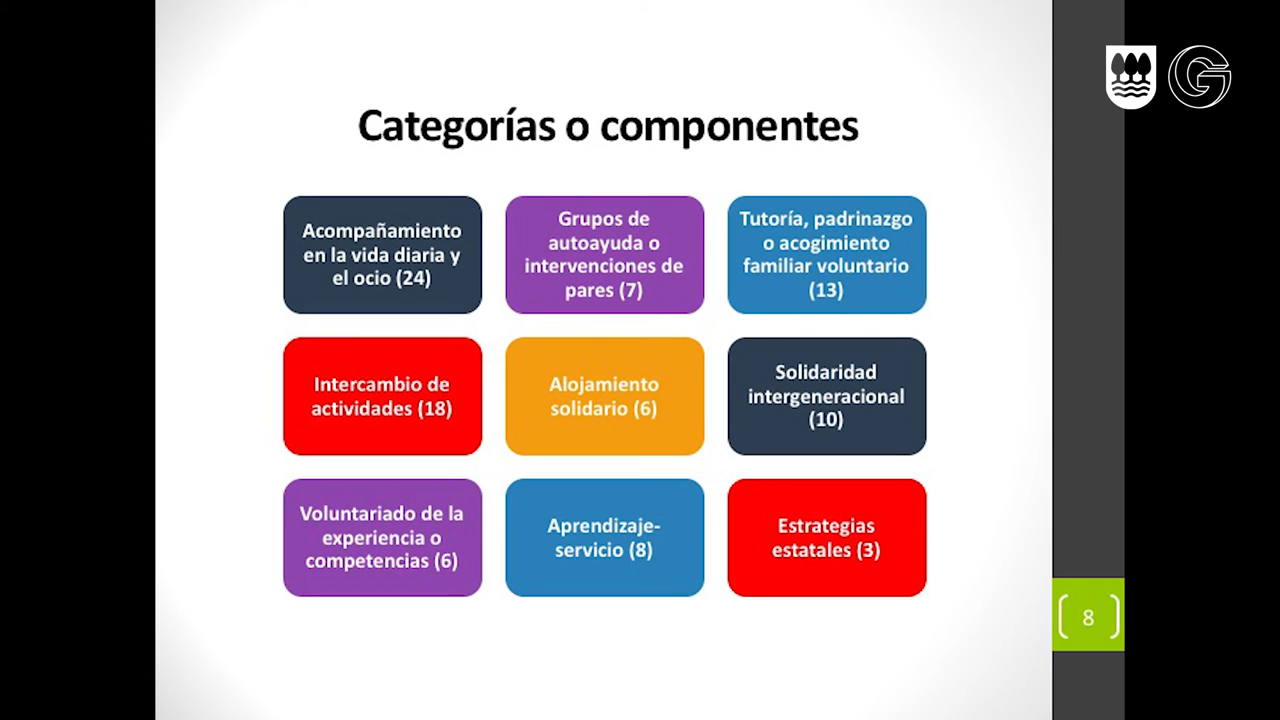 Categorías o componentes
Acompañamiento
en la vida diaria y
el ocio (24)
Grupos de
autoayuda o
intervenciones de
pares (7)
Tutoría, padrinazgo
o acogimiento
familiar voluntario
(13)
Intercambio de
actividades (18)
Alojamiento
solidario (6)
Solidaridad
intergeneracional
(10)
Voluntariado de la
experiencia o
competencias (6)
Aprendizaje-
servicio (8)
Estrategias
estatales (3)
8
G